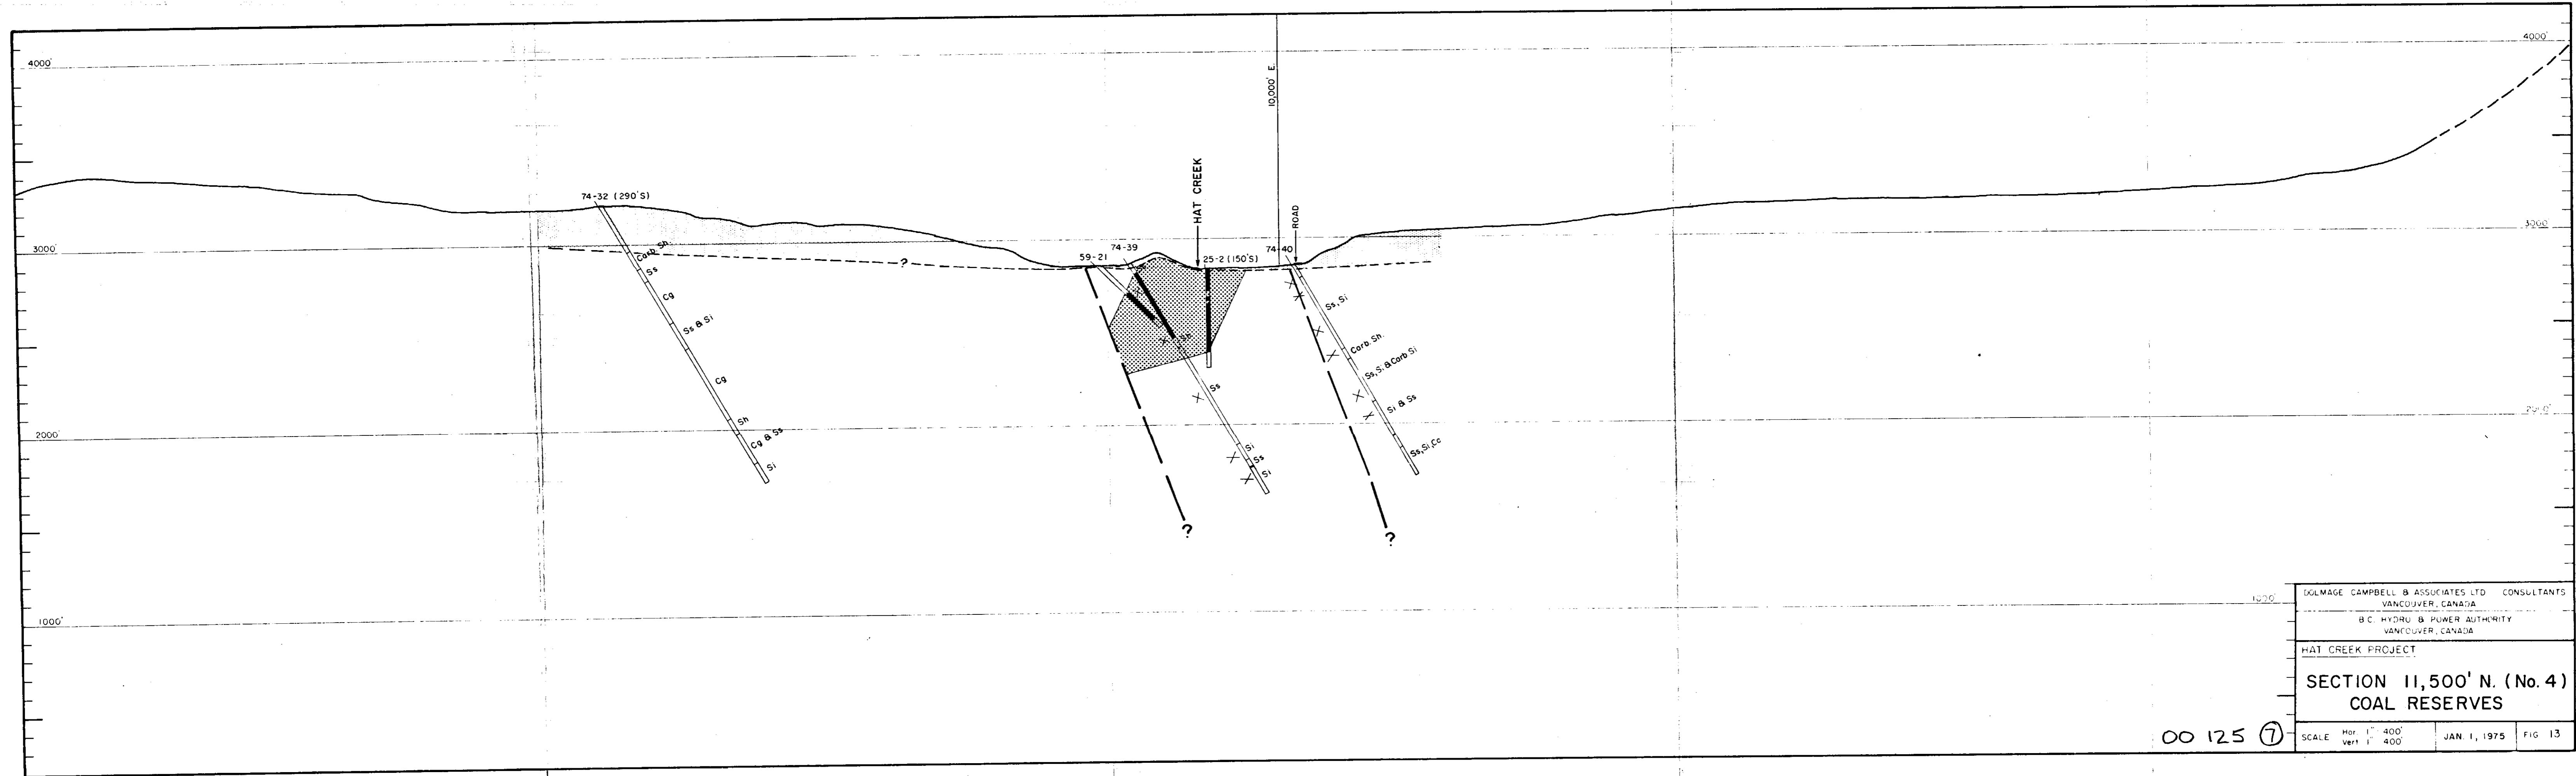 4000'
4000'
10,000' E.
HAT CREEK
74-32 (290'S)
ROAD
3000'
3000'
74-39
74-40
59-21
25-2 (150'S)
?
Carb. Sh.
Ss
Cg
Ss & Si
Cg
Sh
Cg & Ss
Si
Sh
Ss
Si
Ss
Si
Ss, Si
Carb. Sh.
Ss, Si & Carb Si
Si & Ss
2000'
2000'
?
?
1000'
1000'
DOLMAGE CAMPBELL & ASSOCIATES LTD CONSULTANTS
VANCOUVER, CANADA
B.C. HYDRO & POWER AUTHORITY
VANCOUVER, CANADA
HAT CREEK PROJECT
SECTION 11,500' N. (No. 4)
COAL RESERVES
SCALE Hor. 1" 400'
Vert 1" 400'
JAN. 1, 1975
FIG 13
00 125 7